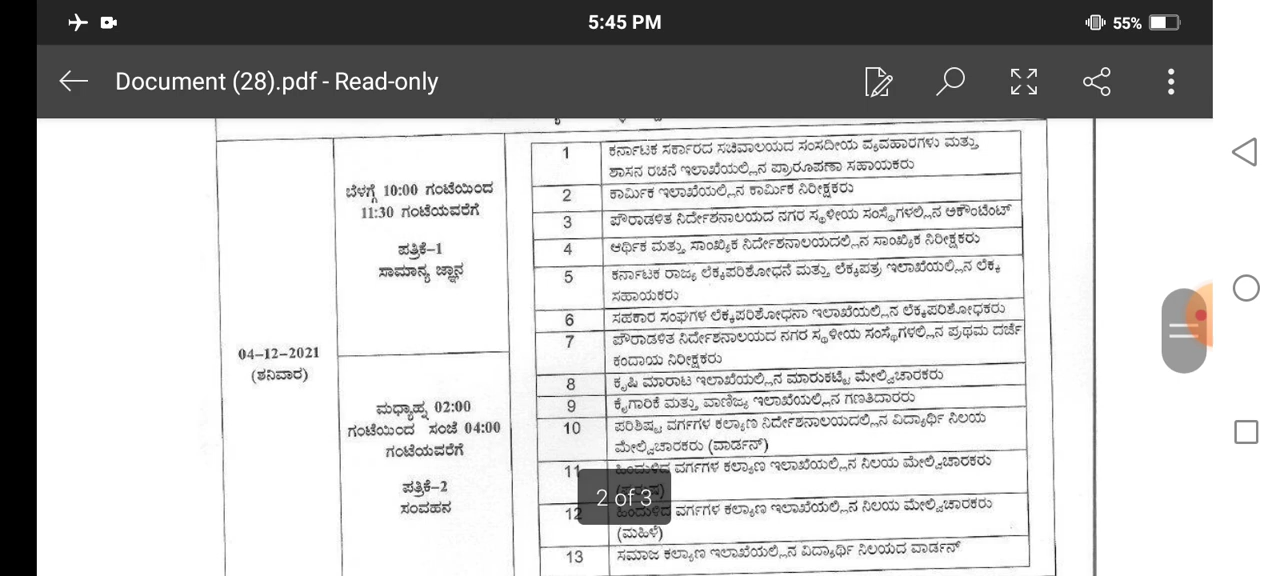 5:45 PM
55%
Document (28).pdf - Read-only
04-12-2021
(ಶನಿವಾರ)
ಬೆಳಗ್ಗೆ 10:00 ಗಂಟೆಯಿಂದ
11:30 ಗಂಟೆಯವರೆಗೆ
ಪತ್ರಿಕೆ-1
ಸಾಮಾನ್ಯ ಜ್ಞಾನ
ಮಧ್ಯಾಹ್ನ 02:00
ಗಂಟೆಯಿಂದ ಸಂಜೆ 04:00
ಗಂಟೆಯವರೆಗೆ
ಪತ್ರಿಕೆ-2
ಸಂವಹನ
1 ಕರ್ನಾಟಕ ಸರ್ಕಾರದ ಸಚಿವಾಲಯದ ಸಂಸದೀಯ ವ್ಯವಹಾರಗಳು ಮತ್ತು
ಶಾಸನ ರಚನೆ ಇಲಾಖೆಯಲ್ಲಿನ ಪ್ರಾರೂಪಣಾ ಸಹಾಯಕರು
2 ಕಾರ್ಮಿಕ ಇಲಾಖೆಯಲ್ಲಿನ ಕಾರ್ಮಿಕ ನಿರೀಕ್ಷಕರು
3 ಪೌರಾಡಳಿತ ನಿರ್ದೇಶನಾಲಯದ ನಗರ ಸ್ಥಳೀಯ ಸಂಸ್ಥೆಗಳಲ್ಲಿನ ಅಕೌಂಟೆಂಟ್
4 ಆರ್ಥಿಕ ಮತ್ತು ಸಾಂಖ್ಯಿಕ ನಿರ್ದೇಶನಾಲಯದಲ್ಲಿನ ಸಾಂಖ್ಯಿಕ ನಿರೀಕ್ಷಕರು
5 ಕರ್ನಾಟಕ ರಾಜ್ಯ ಲೆಕ್ಕಪರಿಶೋಧನೆ ಮತ್ತು ಲೆಕ್ಕಪತ್ರ ಇಲಾಖೆಯಲ್ಲಿನ ಲೆಕ್ಕ
ಸಹಾಯಕರು
6 ಸಹಕಾರ ಸಂಘಗಳ ಲೆಕ್ಕಪರಿಶೋಧನಾ ಇಲಾಖೆಯಲ್ಲಿನ ಲೆಕ್ಕಪರಿಶೋಧಕರು
7 ಪೌರಾಡಳಿತ ನಿರ್ದೇಶನಾಲಯದ ನಗರ ಸ್ಥಳೀಯ ಸಂಸ್ಥೆಗಳಲ್ಲಿನ ಪ್ರಥಮ ದರ್ಜೆ
ಕಂದಾಯ ನಿರೀಕ್ಷಕರು
8 ಕೃಷಿ ಮಾರಾಟ ಇಲಾಖೆಯಲ್ಲಿನ ಮಾರುಕಟ್ಟೆ ಮೇಲ್ವಿಚಾರಕರು
9 ಕೈಗಾರಿಕೆ ಮತ್ತು ವಾಣಿಜ್ಯ ಇಲಾಖೆಯಲ್ಲಿನ ಗಣತಿದಾರರು
10 ಪರಿಶಿಷ್ಟ ವರ್ಗಗಳ ಕಲ್ಯಾಣ ನಿರ್ದೇಶನಾಲಯದಲ್ಲಿನ ವಿದ್ಯಾರ್ಥಿ ನಿಲಯ
ಮೇಲ್ವಿಚಾರಕರು (ವಾರ್ಡನ್)
11 ಹಿಂದುಳಿದ ವರ್ಗಗಳ ಕಲ್ಯಾಣ ಇಲಾಖೆಯಲ್ಲಿನ ನಿಲಯ ಮೇಲ್ವಿಚಾರಕರು
2 of 3
12 ಹಿಂದುಳಿದ ವರ್ಗಗಳ ಕಲ್ಯಾಣ ಇಲಾಖೆಯಲ್ಲಿನ ನಿಲಯ ಮೇಲ್ವಿಚಾರಕರು
(ಮಹಿಳೆ)
13 ಸಮಾಜ ಕಲ್ಯಾಣ ಇಲಾಖೆಯಲ್ಲಿನ ವಿದ್ಯಾರ್ಥಿ ನಿಲಯದ ವಾರ್ಡನ್